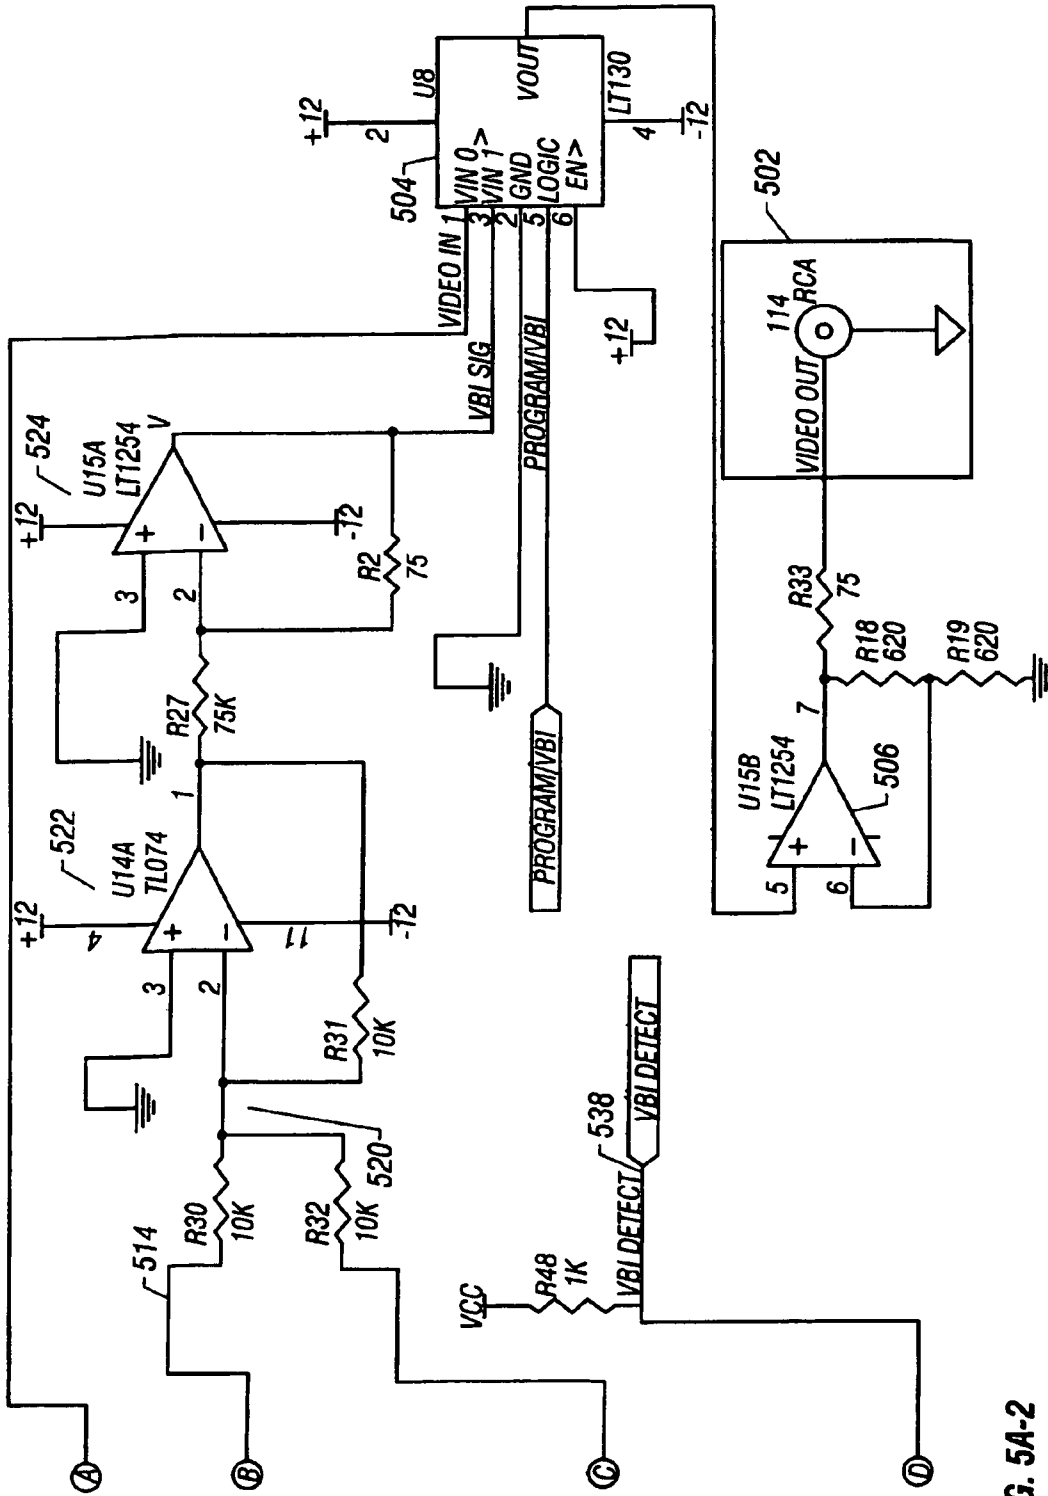 +12
2
U8
504
VIN 0
VIN 1>
GND
LOGIC
EN>
VOUT
LT130
4
-12
VIDEO IN 1
3
2
5
6
VBI SIG
PROGRAM/VBI
+12
524
+12
U15A
LT1254
V
3
+
2
−
-12
R2
75
R27
75K
522
+12
4
U14A
TL074
1
3
+
2
−
11
-12
R31
10K
520
514
R30
10K
R32
10K
PROGRAM/VBI
502
114
RCA
VIDEO OUT
R33
75
R18
620
R19
620
7
U15B
LT1254
506
5
+
6
−
538
VBI DETECT
VBI DETECT
VCC
R48
1K
A
B
C
D
G. 5A-2